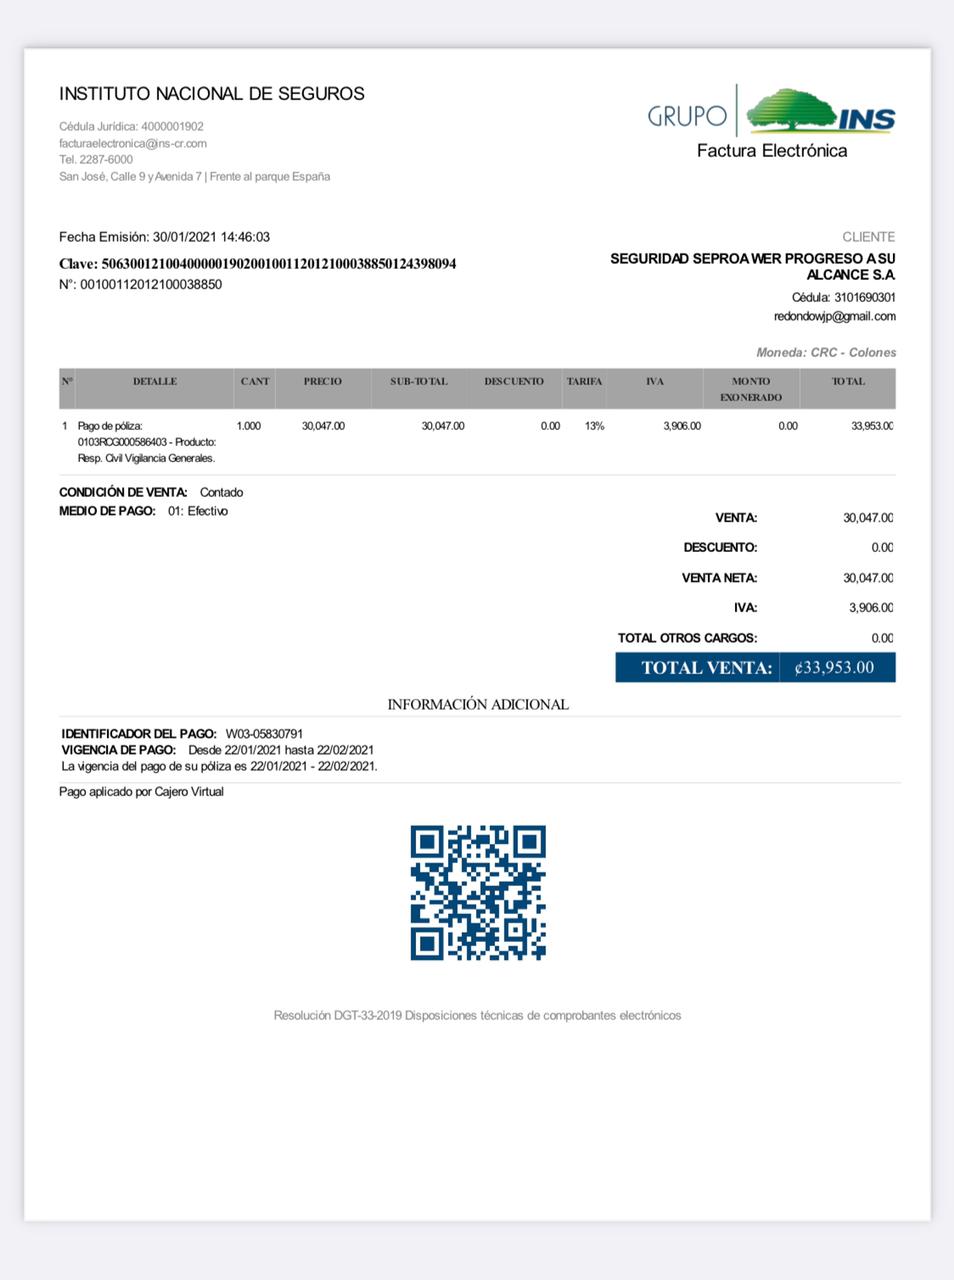 INSTITUTO NACIONAL DE SEGUROS
Cédula Jurídica: 4000001902
facturaelectronica@ins-cr.com
Tel. 2287-6000
San José, Calle 9 y Avenida 7 | Frente al parque España
GRUPO INS
Factura Electrónica
Fecha Emisión: 30/01/2021 14:46:03
Clave: 50630012100400000190200100112012100038850124398094
N°: 00100112012100038850
CLIENTE
SEGURIDAD SEPROA WER PROGRESO A SU
ALCANCE S.A
Cédula: 3101690301
redondowjp@gmail.com
Moneda: CRC - Colones
N° DETALLE CANT PRECIO SUB-TOTAL DESCUENTO TARIFA IVA MONTO EXONERADO TOTAL
1 Pago de póliza: 1.000 30,047.00 30,047.00 0.00 13% 3,906.00 0.00 33,953.00
0103RCG000586403 - Producto:
Resp. Civil Vigilancia Generales.
CONDICIÓN DE VENTA: Contado
MEDIO DE PAGO: 01: Efectivo
VENTA: 30,047.00
DESCUENTO: 0.00
VENTA NETA: 30,047.00
IVA: 3,906.00
TOTAL OTROS CARGOS: 0.00
TOTAL VENTA: ¢33,953.00
INFORMACIÓN ADICIONAL
IDENTIFICADOR DEL PAGO: W03-05830791
VIGENCIA DE PAGO: Desde 22/01/2021 hasta 22/02/2021
La vigencia del pago de su póliza es 22/01/2021 - 22/02/2021.
Pago aplicado por Cajero Virtual
Resolución DGT-33-2019 Disposiciones técnicas de comprobantes electrónicos